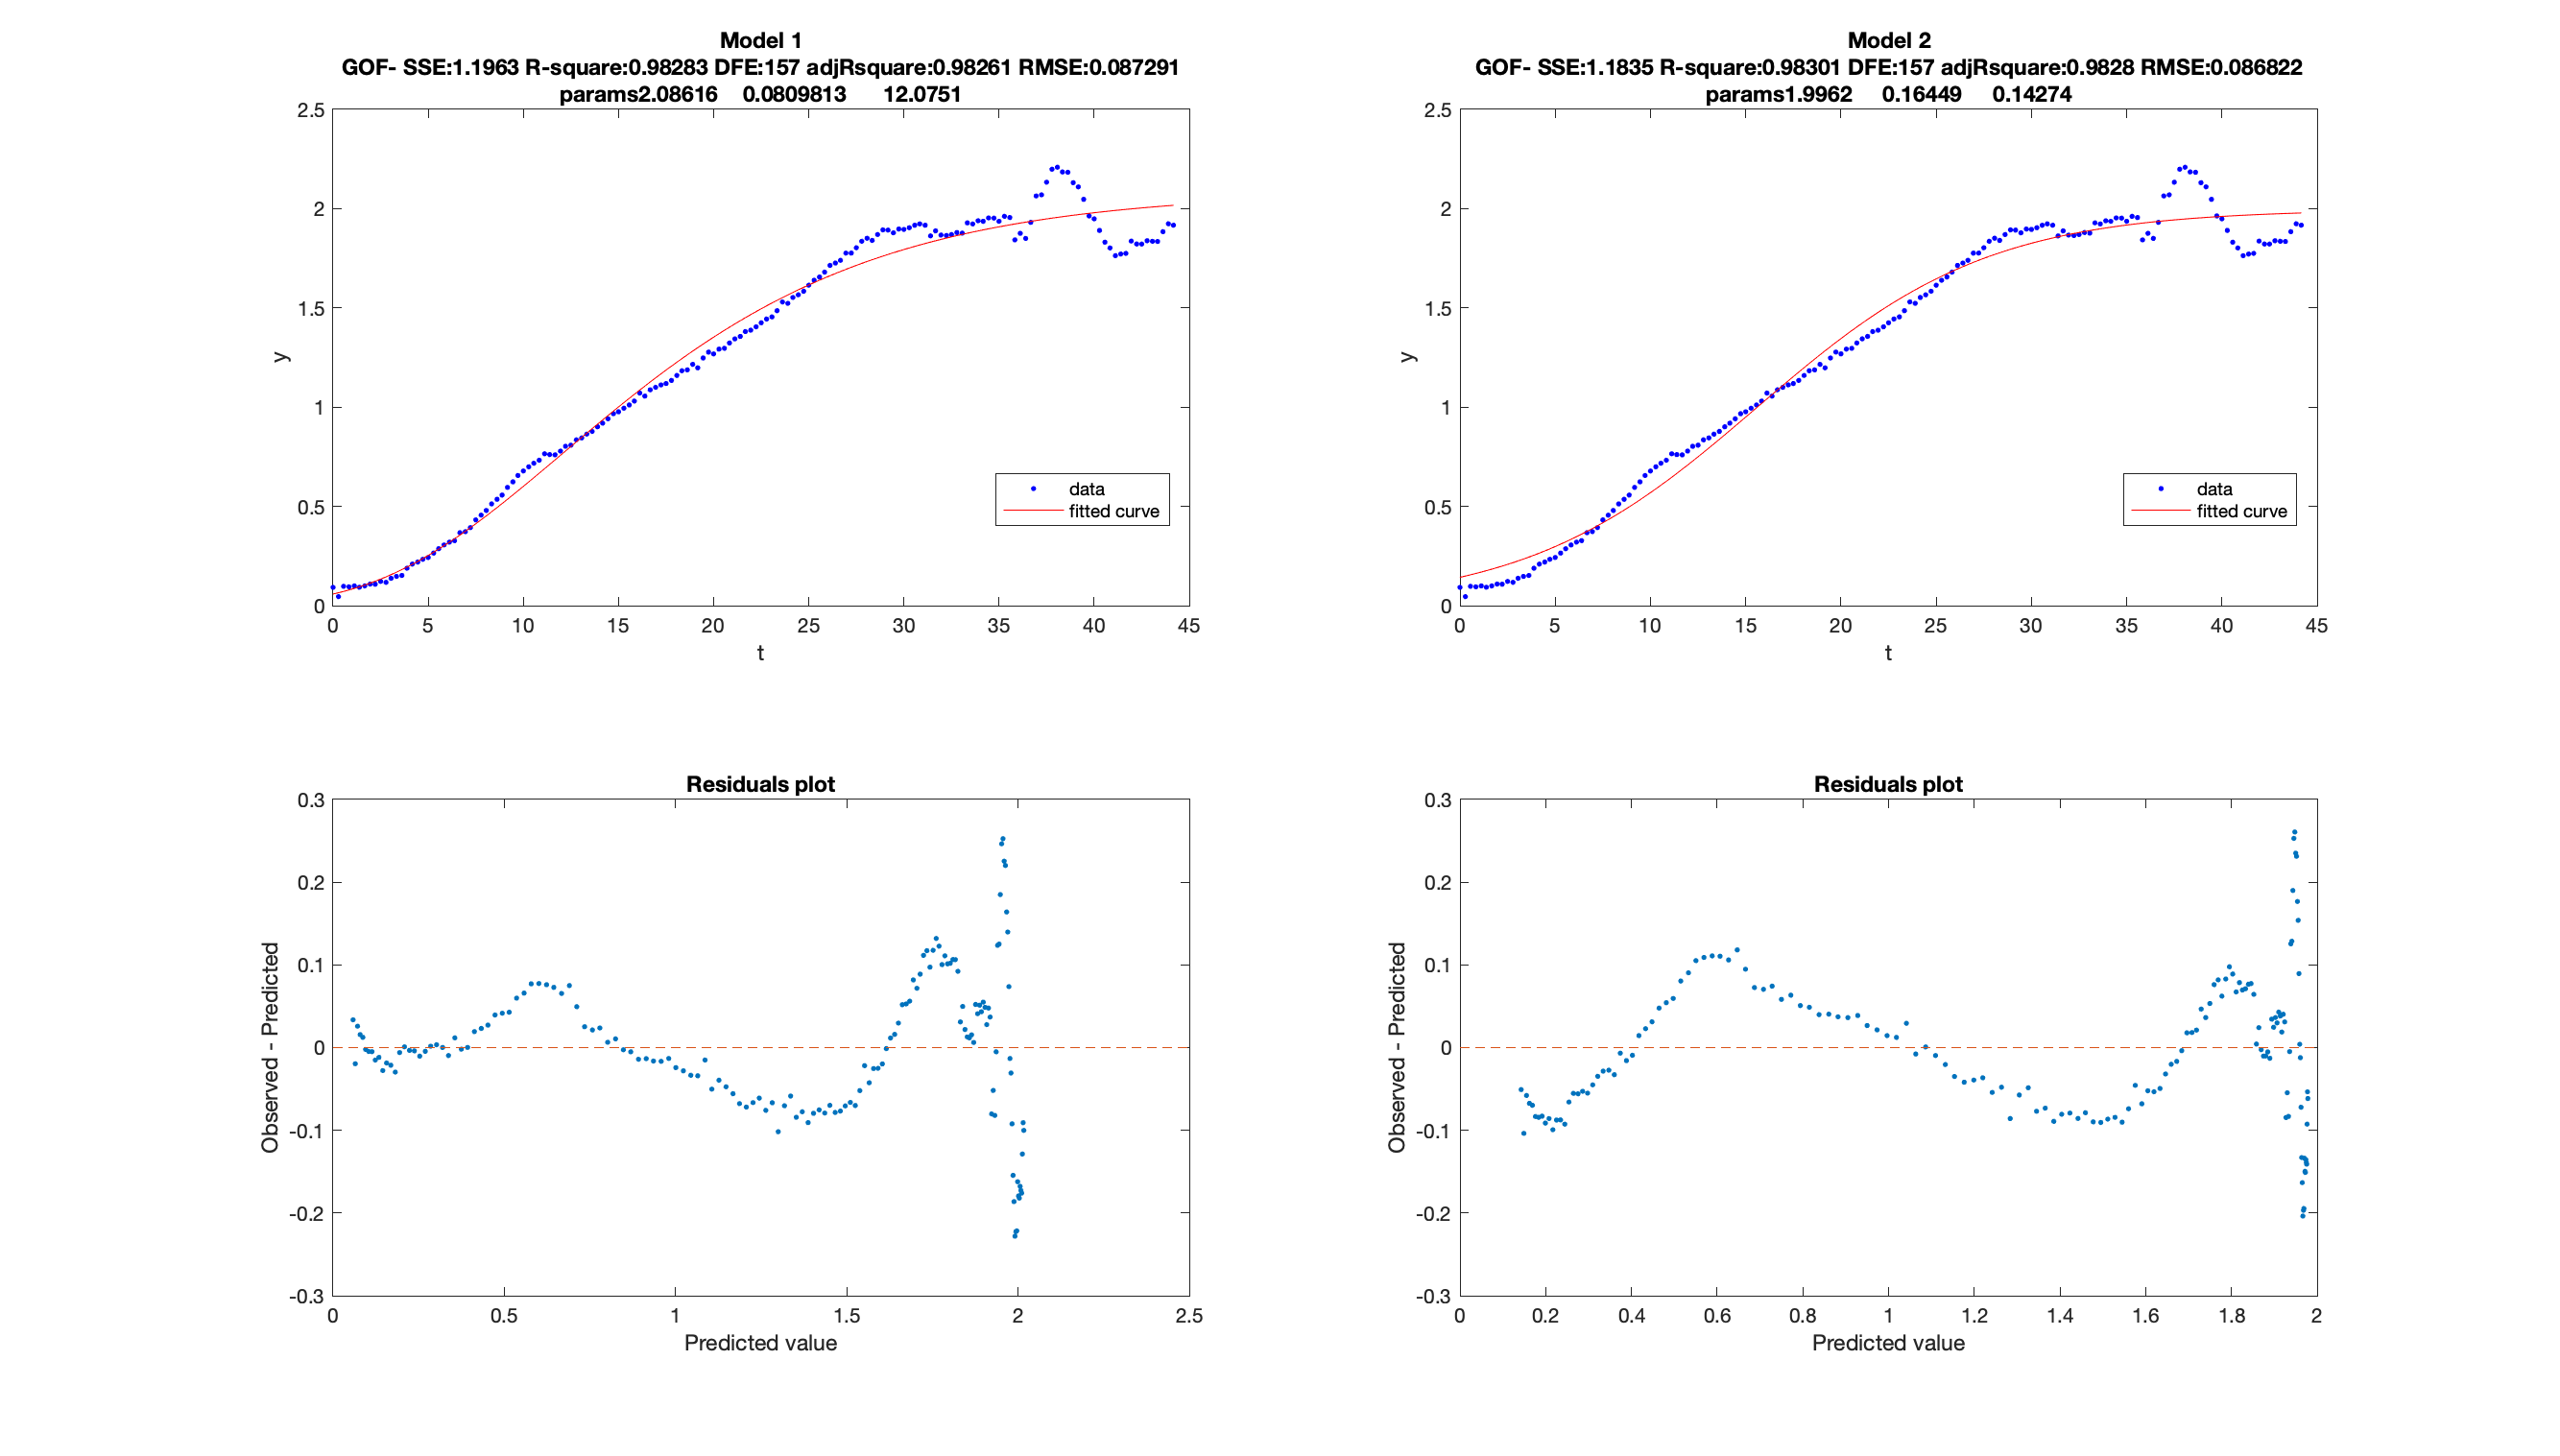 Model 1
GOF- SSE:1.1963 R-square:0.98283 DFE:157 adjRsquare:0.98261 RMSE:0.087291
params2.08616 0.0809813 12.0751
2.5
2
1.5
1
0.5
0
y
0 5 10 15 20 25 30 35 40 45
t
data
fitted curve
Model 2
GOF- SSE:1.1835 R-square:0.98301 DFE:157 adjRsquare:0.9828 RMSE:0.086822
params1.9962 0.16449 0.14274
2.5
2
1.5
1
0.5
0
y
0 5 10 15 20 25 30 35 40 45
t
data
fitted curve
Residuals plot
0.3
0.2
0.1
0
-0.1
-0.2
-0.3
Observed - Predicted
0 0.5 1 1.5 2 2.5
Predicted value
Residuals plot
0.3
0.2
0.1
0
-0.1
-0.2
-0.3
Observed - Predicted
0 0.2 0.4 0.6 0.8 1 1.2 1.4 1.6 1.8 2
Predicted value